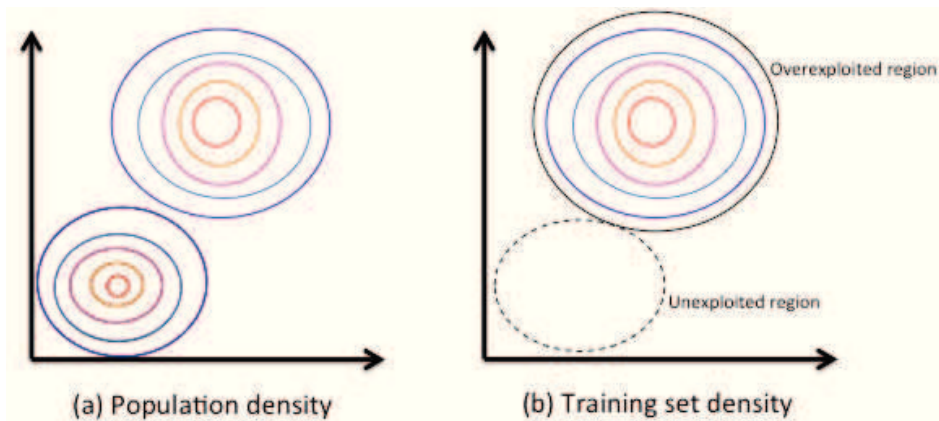 Overexploited region
Unexploited region
(a) Population density
(b) Training set density